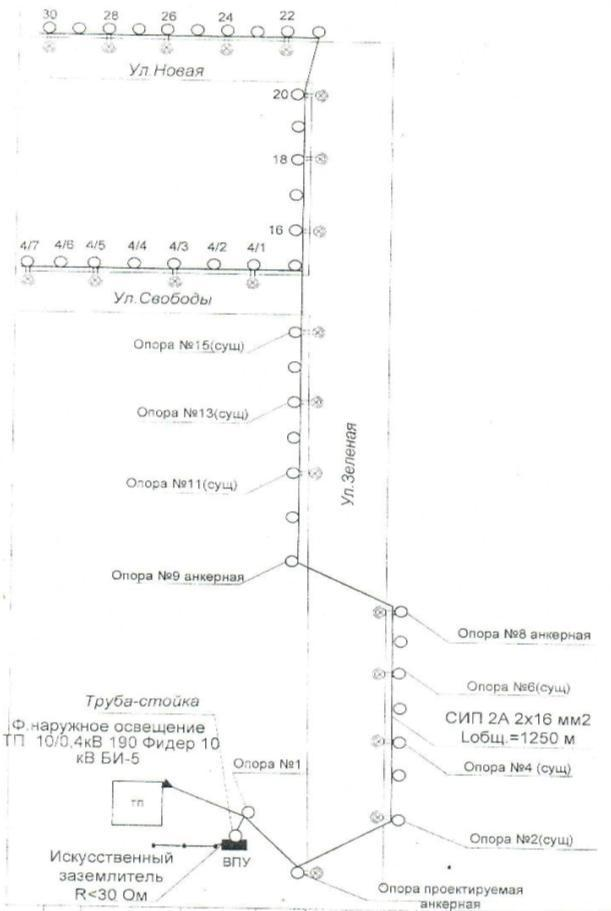 30 28 26 24 22
Ул.Новая
20
18
16
4/7 4/6 4/5 4/4 4/3 4/2 4/1
Ул.Свободы
Опора №15(сущ)
Опора №13(сущ)
Ул.Зеленая
Опора №11(сущ)
Опора №9 анкерная
Опора №8 анкерная
Опора №6(сущ)
Труба-стойка
СИП 2А 2х16 мм2
Lобщ.=1250 м
Ф.наружное освещение
ТП 10/0,4кВ 190 Фидер 10
кВ БИ-5
Опора №1
Опора №4 (сущ)
тп
Опора №2(сущ)
Искусственный
заземлитель
R<30 Ом
ВПУ
Опора проектируемая
анкерная